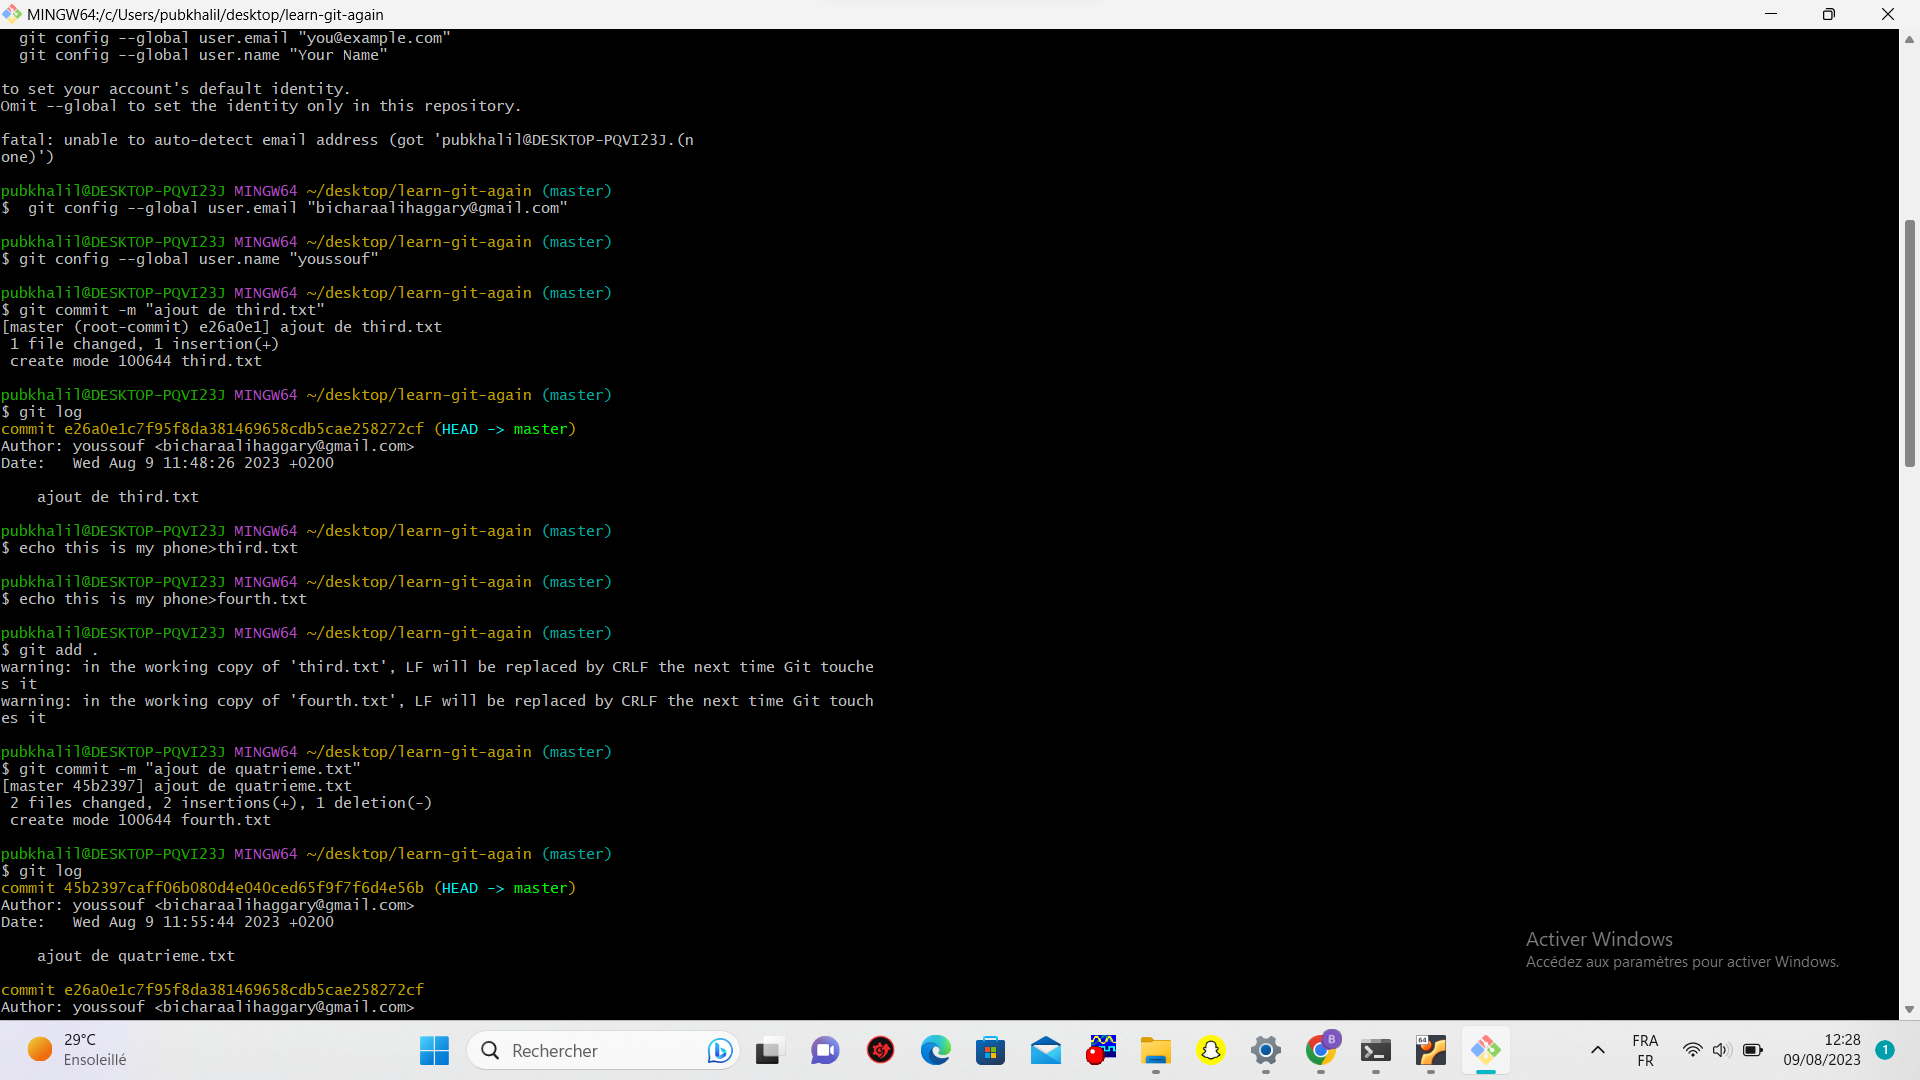 MINGW64:/c/Users/pubkhalil/desktop/learn-git-again
  git config --global user.email "you@example.com"
  git config --global user.name "Your Name"
to set your account's default identity.
Omit --global to set the identity only in this repository.
fatal: unable to auto-detect email address (got 'pubkhalil@DESKTOP-PQVI23J.(n
one)')
pubkhalil@DESKTOP-PQVI23J MINGW64 ~/desktop/learn-git-again (master)
$  git config --global user.email "bicharaalihaggary@gmail.com"
pubkhalil@DESKTOP-PQVI23J MINGW64 ~/desktop/learn-git-again (master)
$ git config --global user.name "youssouf"
pubkhalil@DESKTOP-PQVI23J MINGW64 ~/desktop/learn-git-again (master)
$ git commit -m "ajout de third.txt"
[master (root-commit) e26a0e1] ajout de third.txt
 1 file changed, 1 insertion(+)
 create mode 100644 third.txt
pubkhalil@DESKTOP-PQVI23J MINGW64 ~/desktop/learn-git-again (master)
$ git log
commit e26a0e1c7f95f8da381469658cdb5cae258272cf (HEAD -> master)
Author: youssouf <bicharaalihaggary@gmail.com>
Date:   Wed Aug 9 11:48:26 2023 +0200
    ajout de third.txt
pubkhalil@DESKTOP-PQVI23J MINGW64 ~/desktop/learn-git-again (master)
$ echo this is my phone>third.txt
pubkhalil@DESKTOP-PQVI23J MINGW64 ~/desktop/learn-git-again (master)
$ echo this is my phone>fourth.txt
pubkhalil@DESKTOP-PQVI23J MINGW64 ~/desktop/learn-git-again (master)
$ git add .
warning: in the working copy of 'third.txt', LF will be replaced by CRLF the next time Git touche
s it
warning: in the working copy of 'fourth.txt', LF will be replaced by CRLF the next time Git touch
es it
pubkhalil@DESKTOP-PQVI23J MINGW64 ~/desktop/learn-git-again (master)
$ git commit -m "ajout de quatrieme.txt"
[master 45b2397] ajout de quatrieme.txt
 2 files changed, 2 insertions(+), 1 deletion(-)
 create mode 100644 fourth.txt
pubkhalil@DESKTOP-PQVI23J MINGW64 ~/desktop/learn-git-again (master)
$ git log
commit 45b2397caff06b080d4e040ced65f9f7f6d4e56b (HEAD -> master)
Author: youssouf <bicharaalihaggary@gmail.com>
Date:   Wed Aug 9 11:55:44 2023 +0200
    ajout de quatrieme.txt
commit e26a0e1c7f95f8da381469658cdb5cae258272cf
Author: youssouf <bicharaalihaggary@gmail.com>
Activer Windows
Accédez aux paramètres pour activer Windows.
29°C
Ensoleillé
Rechercher
B
64
FRA
FR
12:28
09/08/2023
1